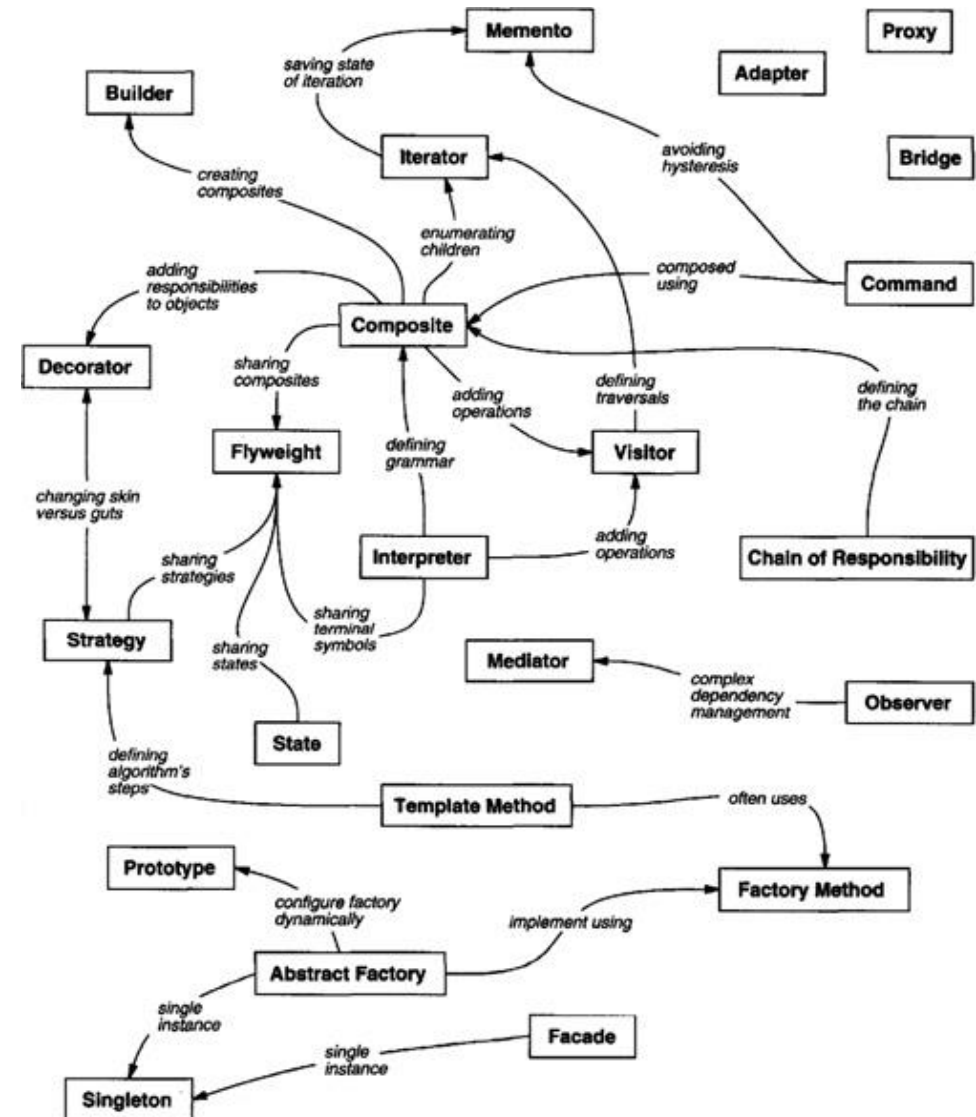 Memento
Proxy
Adapter
saving state
of iteration
Builder
avoiding
hysteresis
Iterator
Bridge
creating
composites
enumerating
children
adding
responsibilities
to objects
composed
using
Command
Composite
Decorator
sharing
composites
adding
operations
defining
traversals
defining
the chain
Flyweight
defining
grammar
Visitor
changing skin
versus guts
adding
operations
Interpreter
Chain of Responsibility
sharing
strategies
sharing
terminal
symbols
Strategy
sharing
states
Mediator
complex
dependency
management
Observer
State
defining
algorithm's
steps
Template Method
often uses
Prototype
Factory Method
configure factory
dynamically
implement using
Abstract Factory
single
instance
Facade
single
instance
Singleton